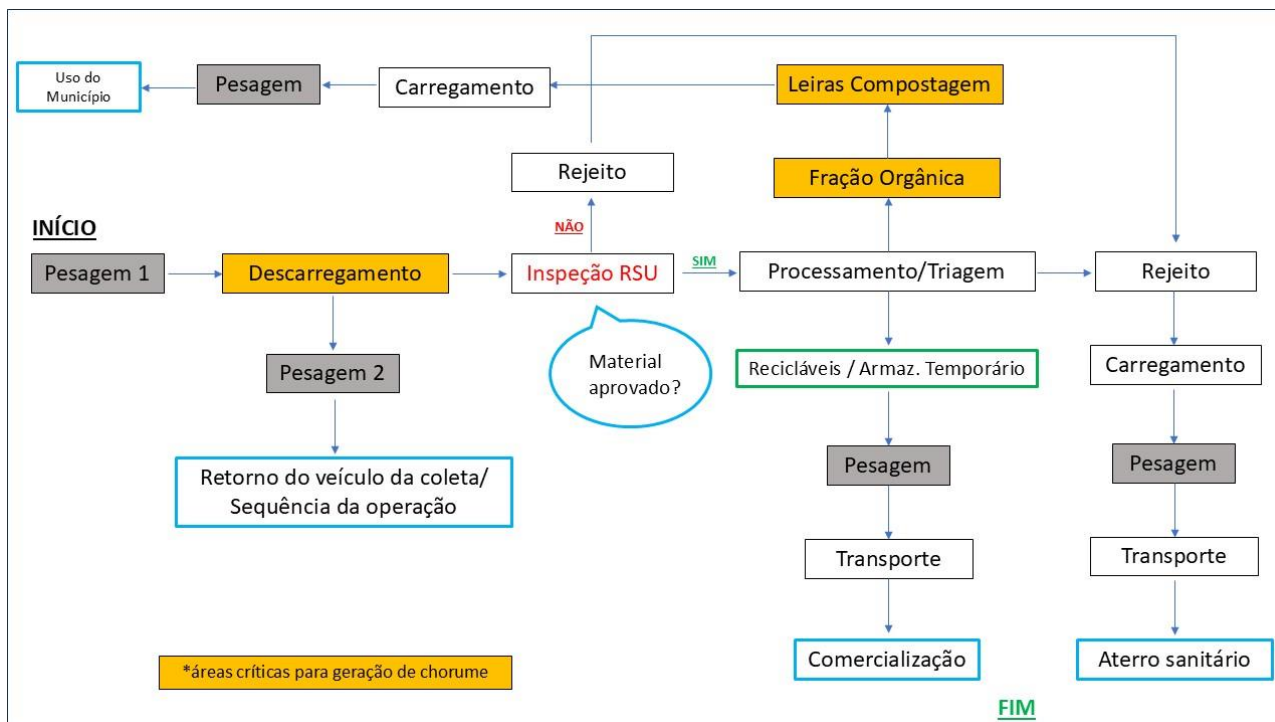 Uso do
Município
Pesagem
Carregamento
Leiras Compostagem
Rejeito
Fração Orgânica
INÍCIO
NÃO
Pesagem 1
Descarregamento
Inspeção RSU
SIM
Processamento/Triagem
Rejeito
Pesagem 2
Material
aprovado?
Recicláveis / Armaz. Temporário
Carregamento
Retorno do veículo da coleta/
Sequência da operação
Pesagem
Pesagem
Transporte
Transporte
*áreas críticas para geração de chorume
Comercialização
Aterro sanitário
FIM